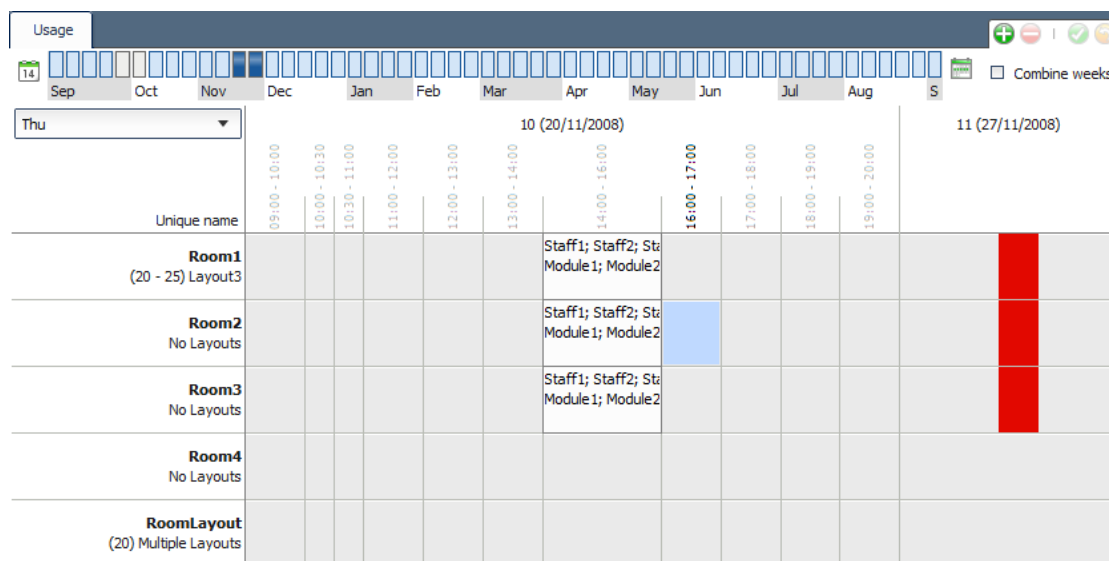 Usage
14
Combine weeks
Sep Oct Nov Dec Jan Feb Mar Apr May Jun Jul Aug S
Thu
10 (20/11/2008)
11 (27/11/2008)
Unique name
09:00 - 10:00
10:00 - 10:30
10:30 - 11:00
11:00 - 12:00
12:00 - 13:00
13:00 - 14:00
14:00 - 16:00
16:00 - 17:00
17:00 - 18:00
18:00 - 19:00
19:00 - 20:00
Room1
(20 - 25) Layout3
Staff1; Staff2; Sta
Module1; Module2
Room2
No Layouts
Staff1; Staff2; Sta
Module1; Module2
Room3
No Layouts
Staff1; Staff2; Sta
Module1; Module2
Room4
No Layouts
RoomLayout
(20) Multiple Layouts